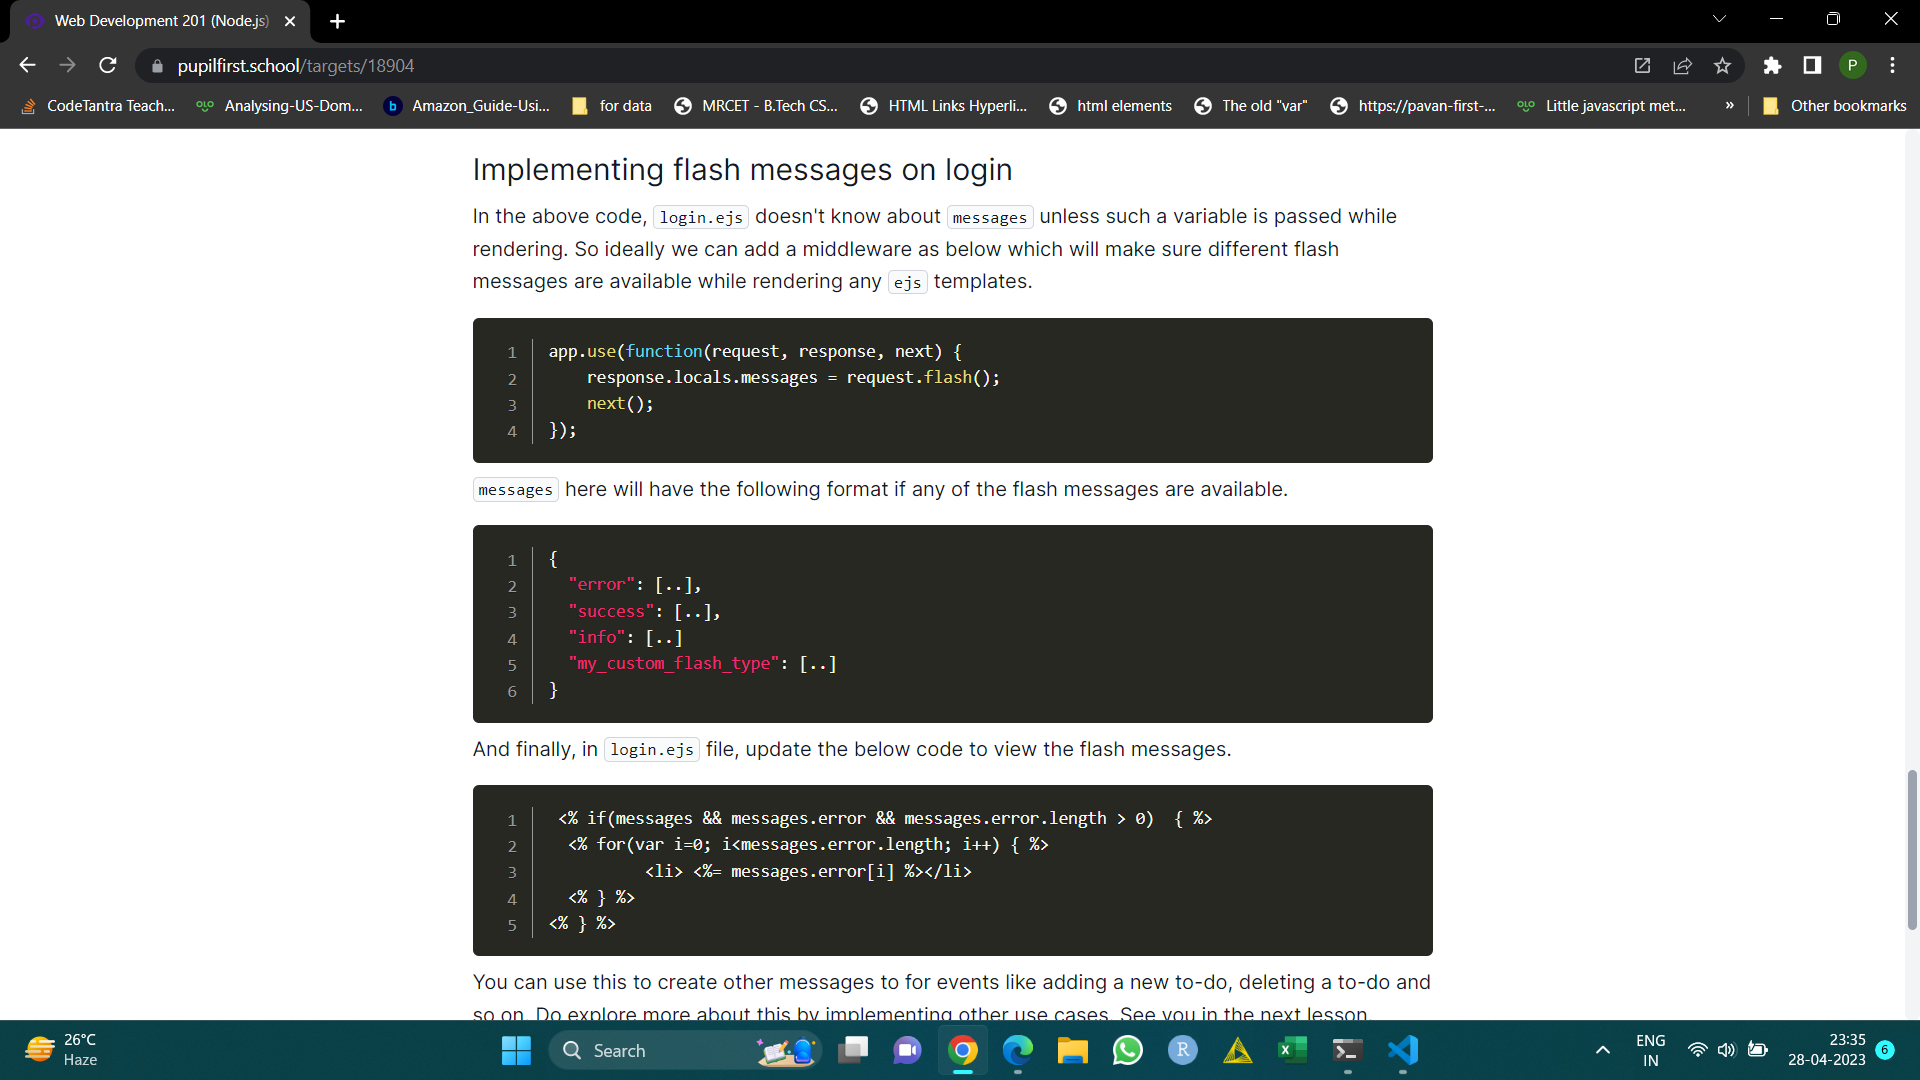 Web Development 201 (Node.js)
pupilfirst.school/targets/18904
P
CodeTantra Teach...
Analysing-US-Dom...
b
Amazon_Guide-Usi...
for data
MRCET - B.Tech CS...
HTML Links Hyperli...
html elements
The old "var"
https://pavan-first-...
Little javascript met...
»
Other bookmarks
Implementing flash messages on login
In the above code, login.ejs doesn't know about messages unless such a variable is passed while
rendering. So ideally we can add a middleware as below which will make sure different flash
messages are available while rendering any ejs templates.
1 app.use(function(request, response, next) {
2 response.locals.messages = request.flash();
3 next();
4 });
messages here will have the following format if any of the flash messages are available.
1 {
2 "error": [..],
3 "success": [..],
4 "info": [..]
5 "my_custom_flash_type": [..]
6 }
And finally, in login.ejs file, update the below code to view the flash messages.
1 <% if(messages && messages.error && messages.error.length > 0) { %>
2 <% for(var i=0; i<messages.error.length; i++) { %>
3 <li> <%= messages.error[i] %></li>
4 <% } %>
5 <% } %>
You can use this to create other messages to for events like adding a new to-do, deleting a to-do and
so on. Do explore more about this by implementing other use cases. See you in the next lesson
26°C
Haze
Search
R
ENG
IN
23:35
28-04-2023
6